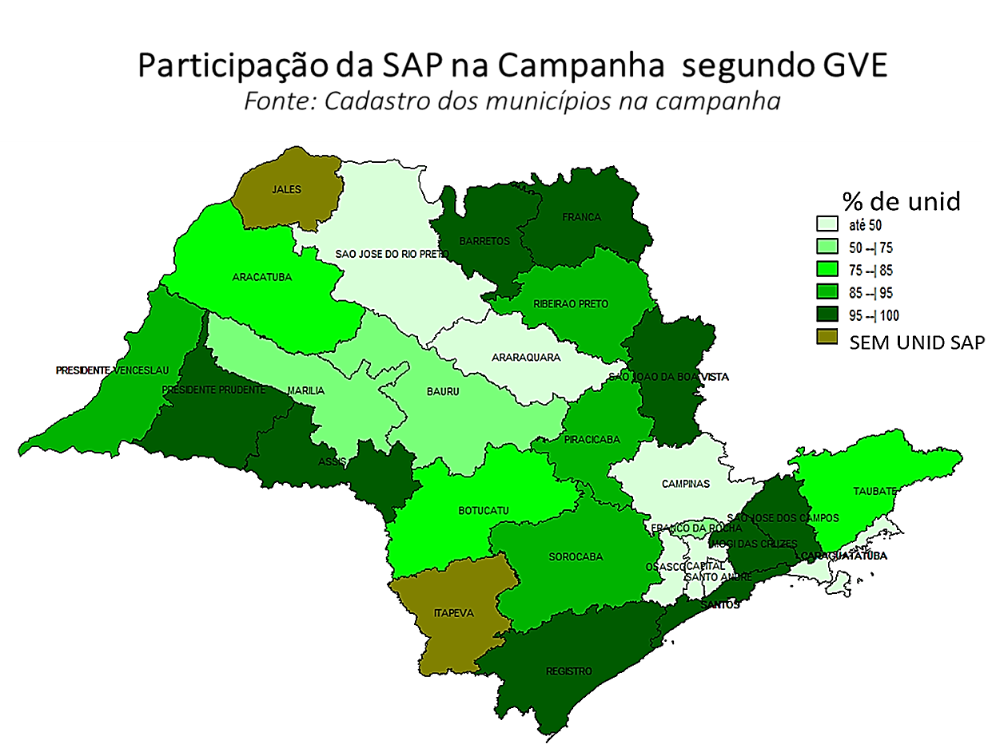 Participação da SAP na Campanha segundo GVE
Fonte: Cadastro dos municípios na campanha
% de unid
até 50
50 --| 75
75 --| 85
85 --| 95
95 --| 100
SEM UNID SAP
JALES
FRANCA
BARRETOS
SAO JOSE DO RIO PRETO
ARACATUBA
RIBEIRAO PRETO
ARARAQUARA
PRESIDENTE VENCESLAU
SAO JOAO DA BOA VISTA
PRESIDENTE PRUDENTE
MARILIA
BAURU
PIRACICABA
ASSIS
CAMPINAS
TAUBATE
BOTUCATU
SAO JOSE DOS CAMPOS
FRANCO DA ROCHA
MOGI DAS CRUZES
SOROCABA
CARAGUATATUBA
OSASCO
CAPITAL
SANTO ANDRE
SANTOS
ITAPEVA
REGISTRO